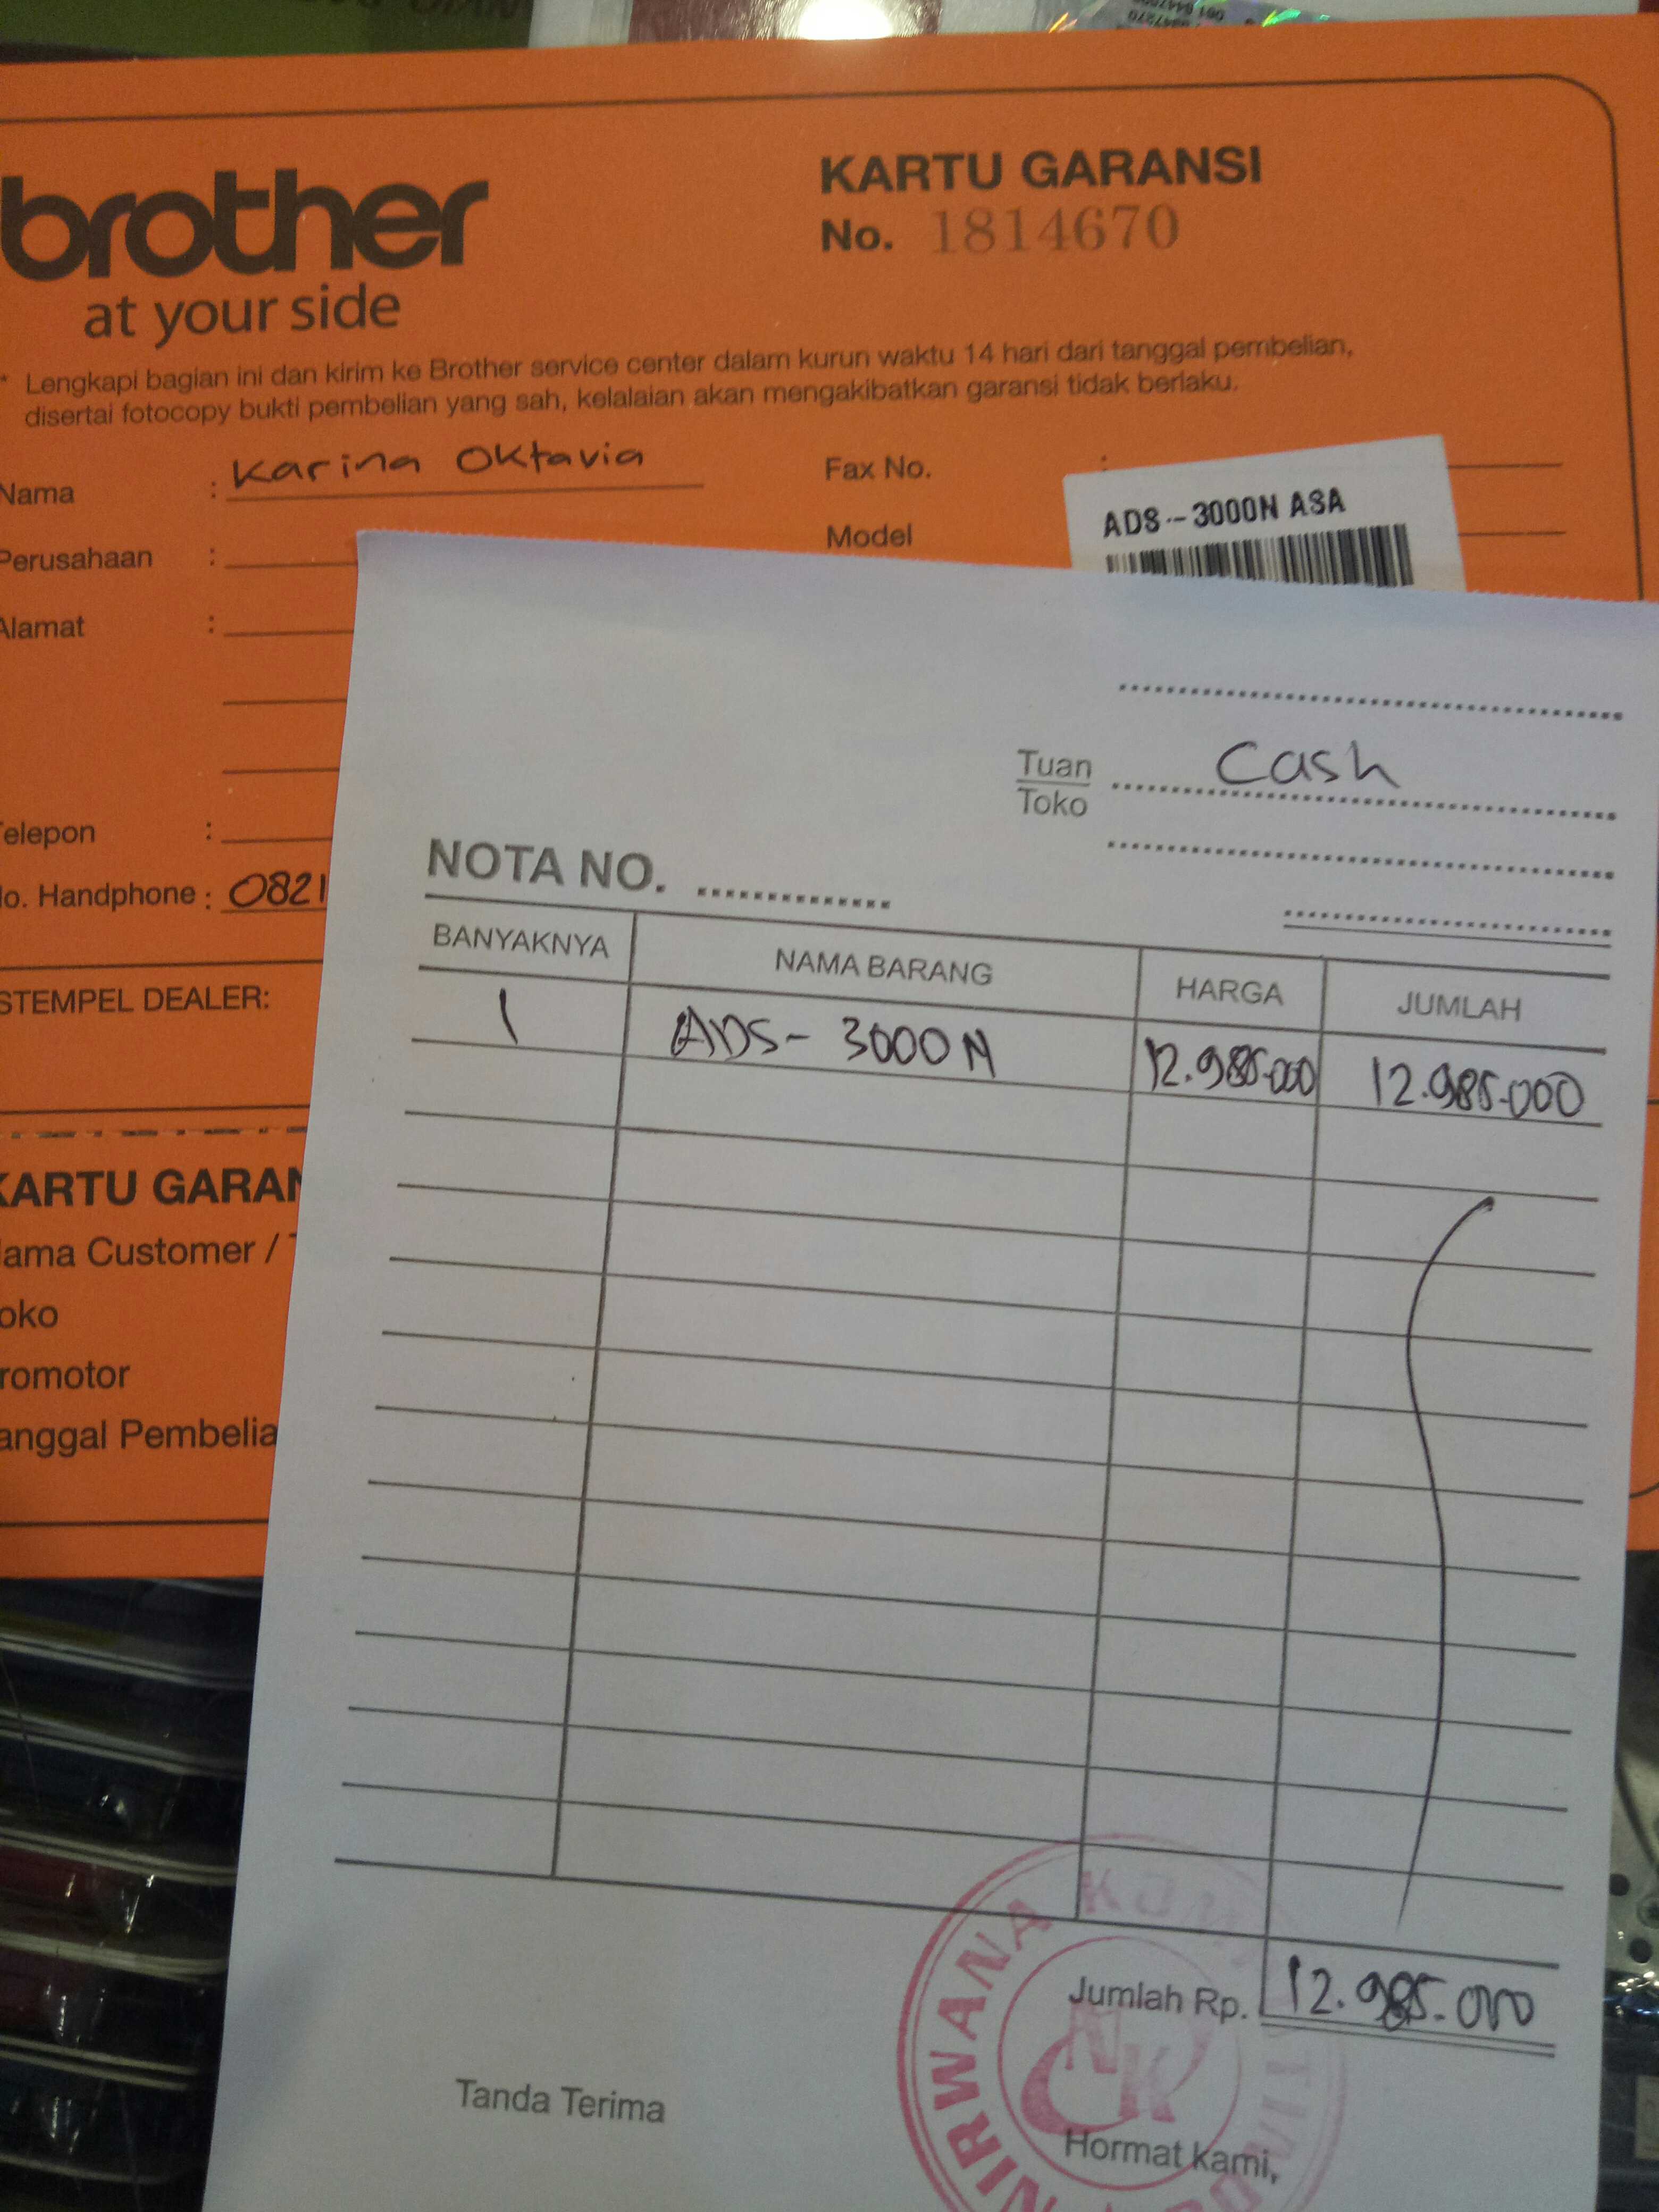 brother
at your side
KARTU GARANSI
No. 1814670
* Lengkapi bagian ini dan kirim ke Brother service center dalam kurun waktu 14 hari dari tanggal pembelian,
disertai fotocopy bukti pembelian yang sah, kelalaian akan mengakibatkan garansi tidak berlaku.
Nama : Karina Oktavia
Fax No. :
Perusahaan :
Model
ADS-3000N ASA
Alamat :
Telepon :
No. Handphone : 0821
STEMPEL DEALER:
KARTU GARAN
Nama Customer / T
Toko
Promotor
Tanggal Pembelia
Tuan
Toko
Cash
NOTA NO.
BANYAKNYA NAMA BARANG HARGA JUMLAH
1 ADS-3000N 12.985.000 12.985.000
Jumlah Rp. 12.985.000
Tanda Terima
Hormat kami,
NIRWANA
NK